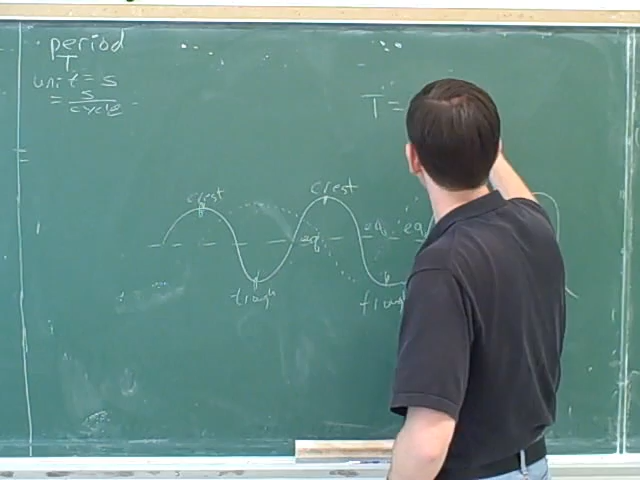 period
T
unit = s
= s/cycle
T =
crest
crest
eq.
eq.
eq.
trough
trough
=